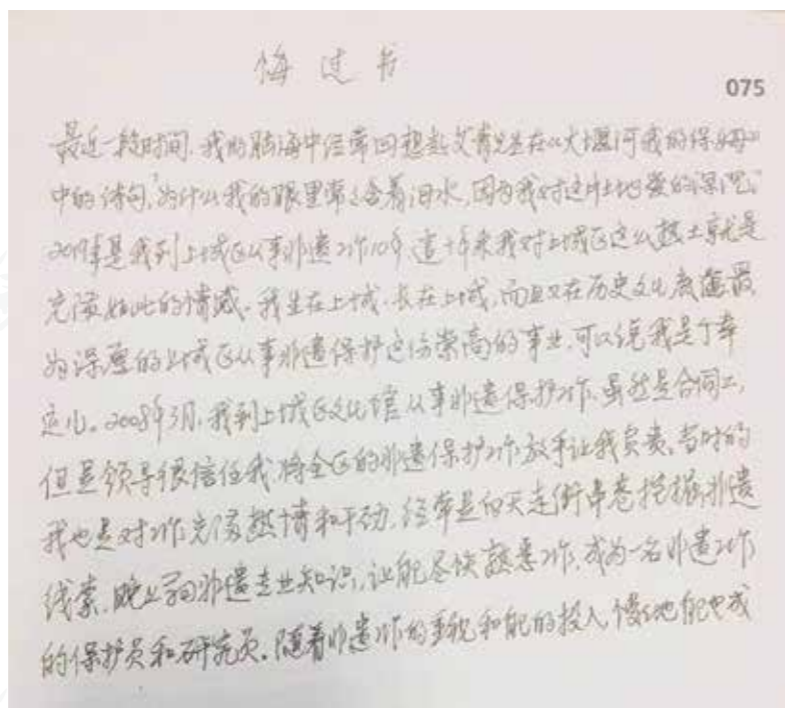 悔过书
075
最近一段时间,我的脑海中经常回想起艾青先生在《大堰河我的保姆》
中的诗句“为什么我的眼里常含着泪水,因为我对这片土地爱的深沉”
2019年是我到上城区从事非遗工作10年,这十年来我对上城区这么热土就是
充满如此的情感。我生在上城,长在上城,而且又在历史文化底蕴最
为深厚的上城区从事非遗保护这份崇高的事业,可以说我是个幸
运儿。2008年3月,我到上城区文化馆从事非遗保护工作,虽然是合同工,
但是领导很信任我,将全区的非遗保护工作放手让我负责,当时的
我也是对工作充满热情和干劲,经常是白天走街串巷挖掘非遗
线索,晚上学习非遗专业知识,让我尽快熟悉工作,成为一名非遗工作
的保护员和研究员。随着非遗工作的重视和我的投入,慢慢地我也成